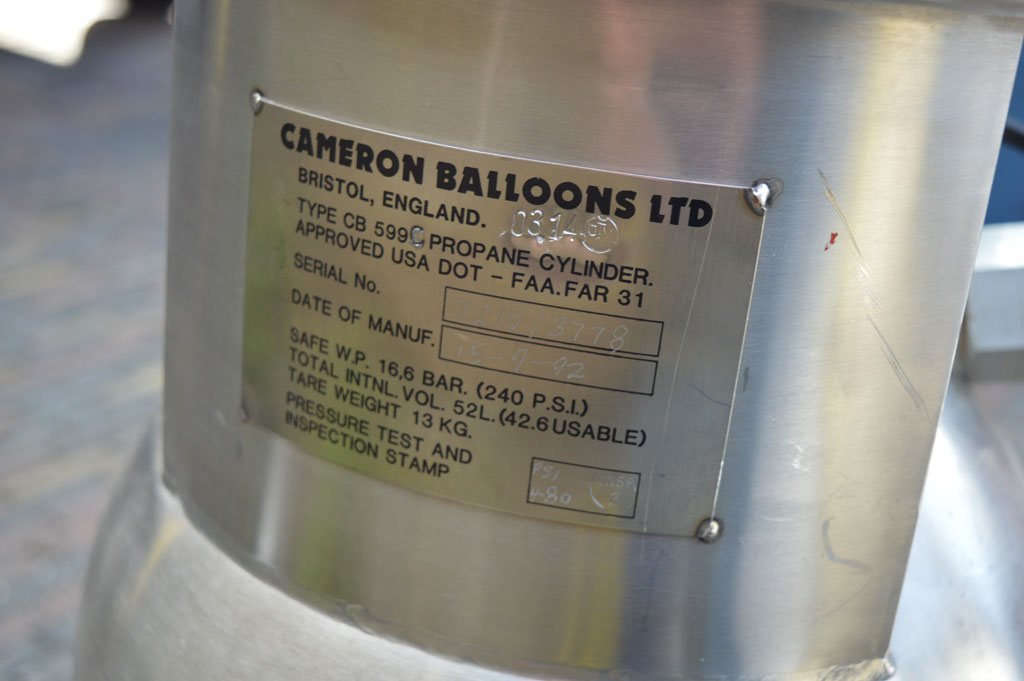 CAMERON BALLOONS LTD
BRISTOL, ENGLAND. 03.14
TYPE CB 599C PROPANE CYLINDER.
APPROVED USA DOT - FAA.FAR 31
SERIAL No.
DATE OF MANUF. 15-9-92
SAFE W.P. 16,6 BAR. (240 P.S.I.)
TOTAL INTNL. VOL. 52L. (42.6 USABLE)
TARE WEIGHT 13 KG.
PRESSURE TEST AND
INSPECTION STAMP
480